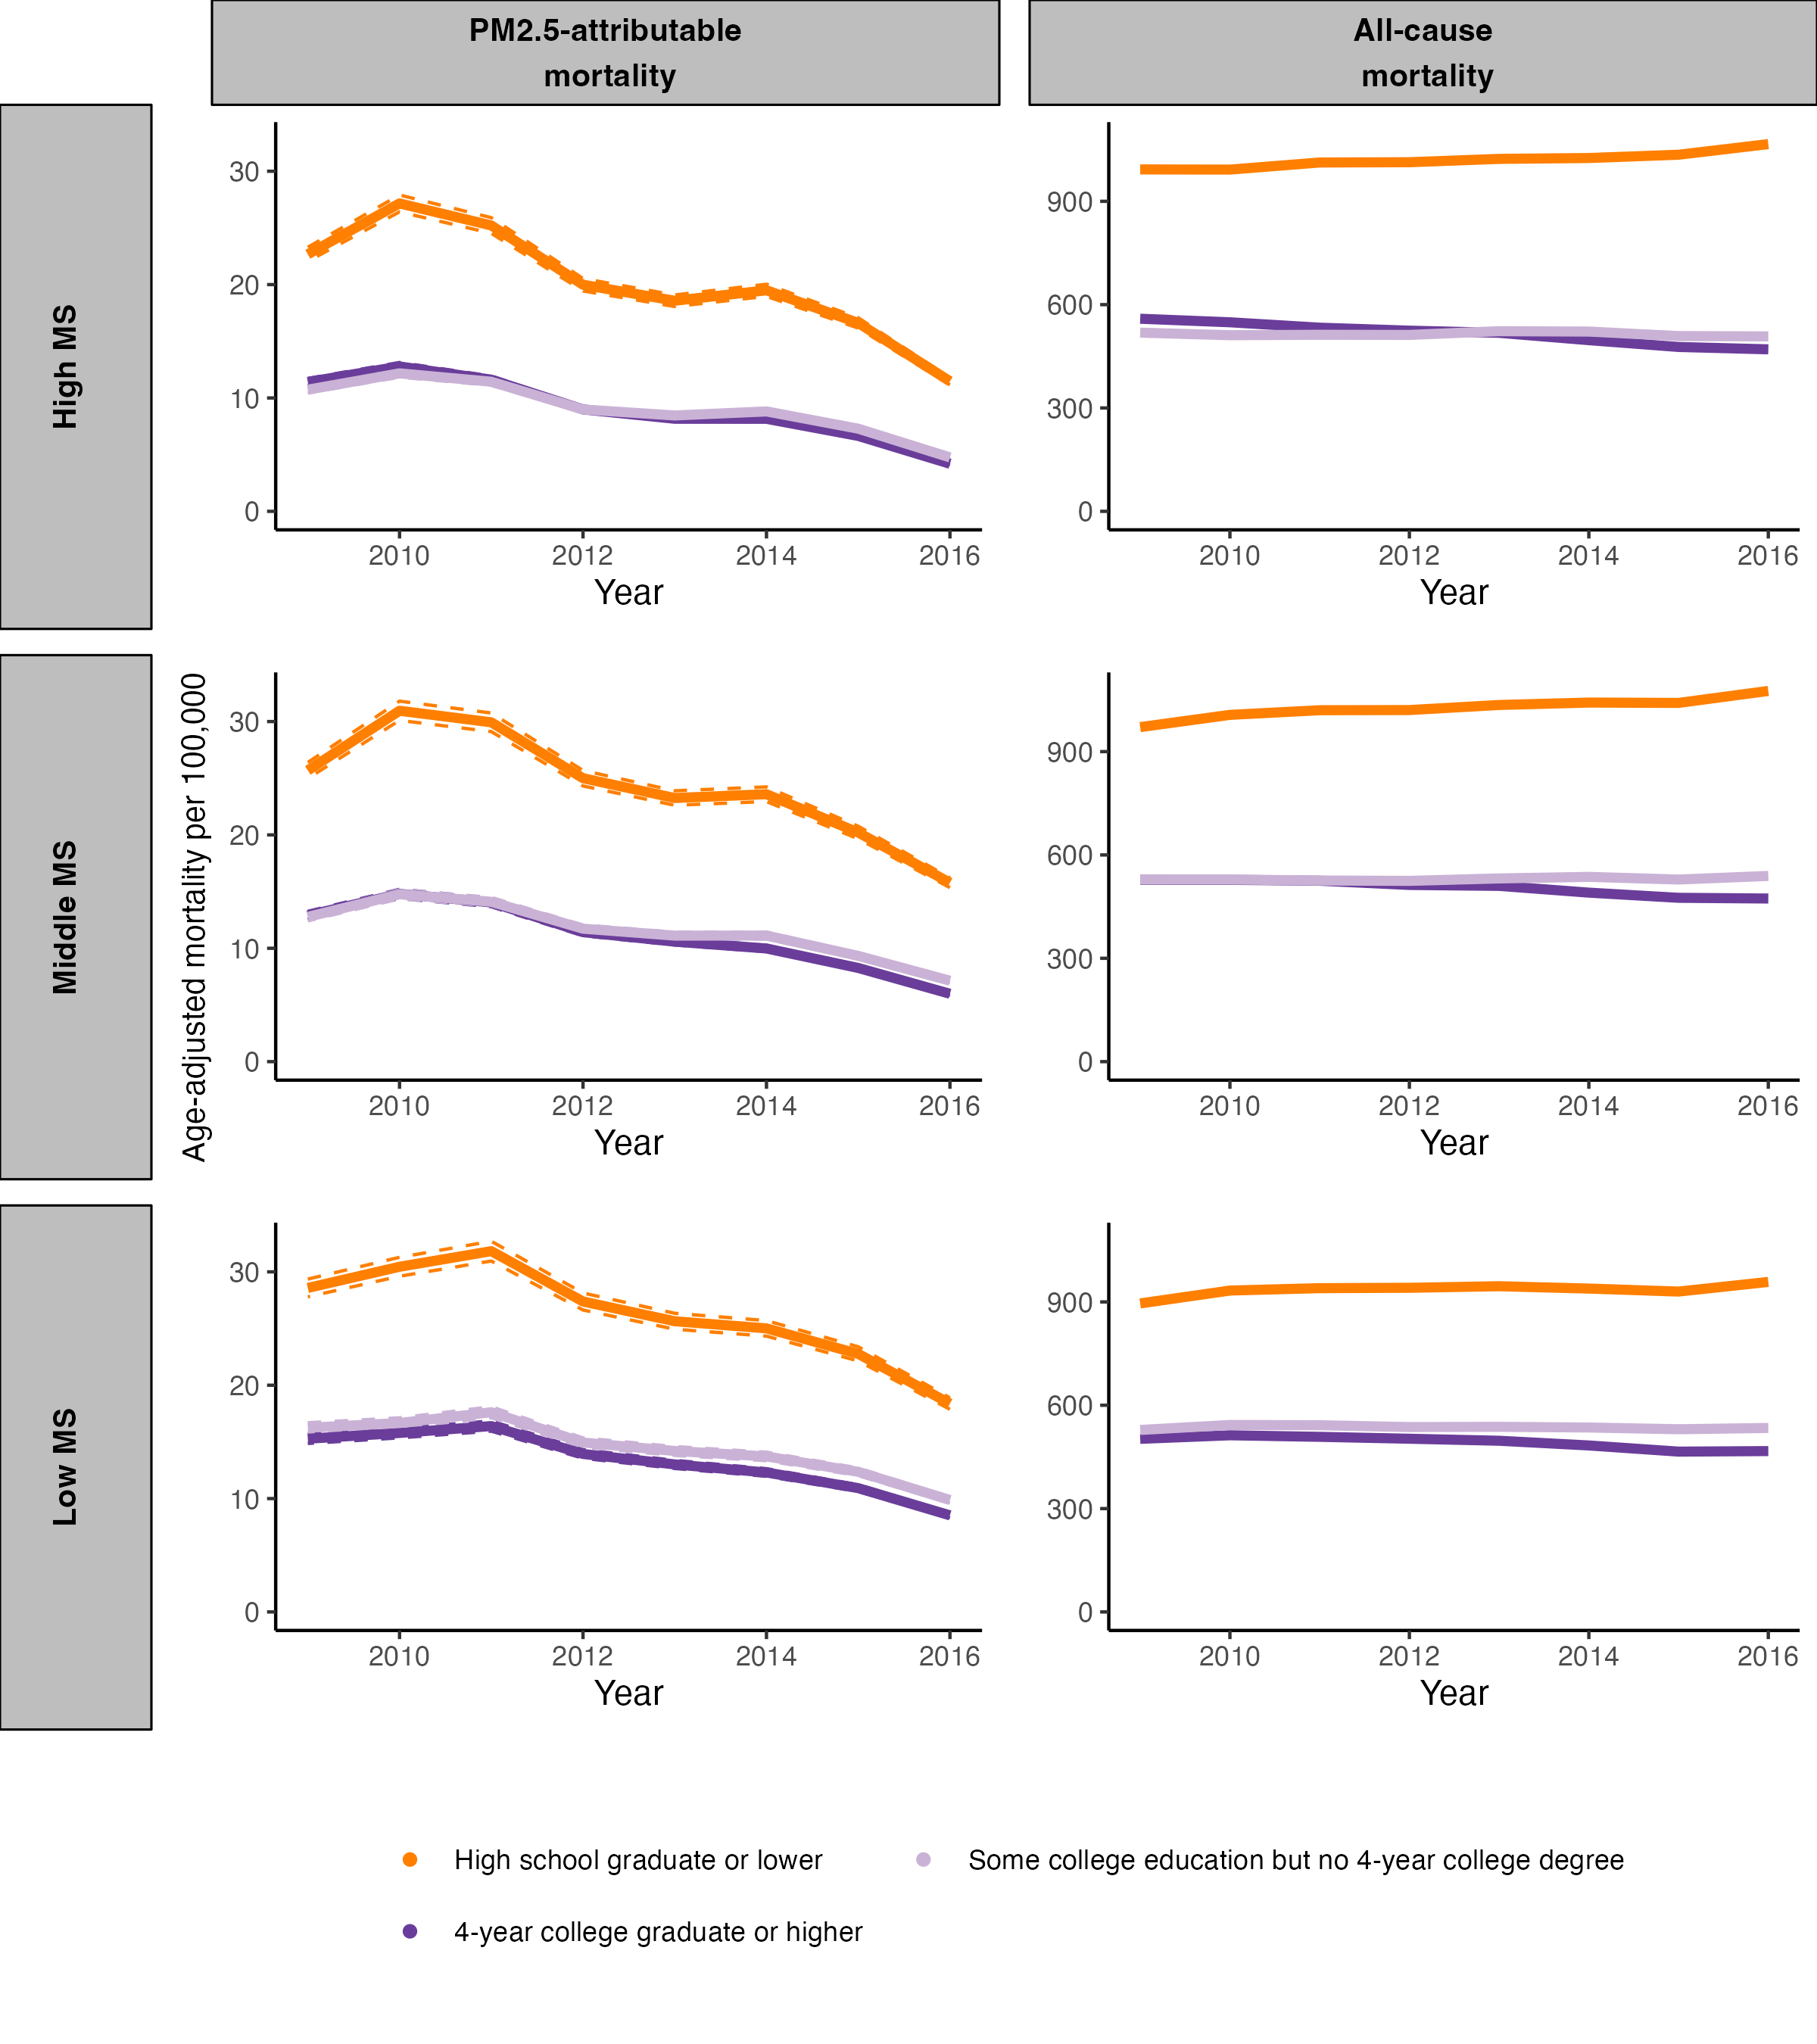 PM2.5-attributable
mortality
All-cause
mortality
High MS
30
20
10
0
2010 2012 2014 2016
Year
900
600
300
0
2010 2012 2014 2016
Year
Middle MS
Age-adjusted mortality per 100,000
30
20
10
0
2010 2012 2014 2016
Year
900
600
300
0
2010 2012 2014 2016
Year
Low MS
30
20
10
0
2010 2012 2014 2016
Year
900
600
300
0
2010 2012 2014 2016
Year
High school graduate or lower
Some college education but no 4-year college degree
4-year college graduate or higher